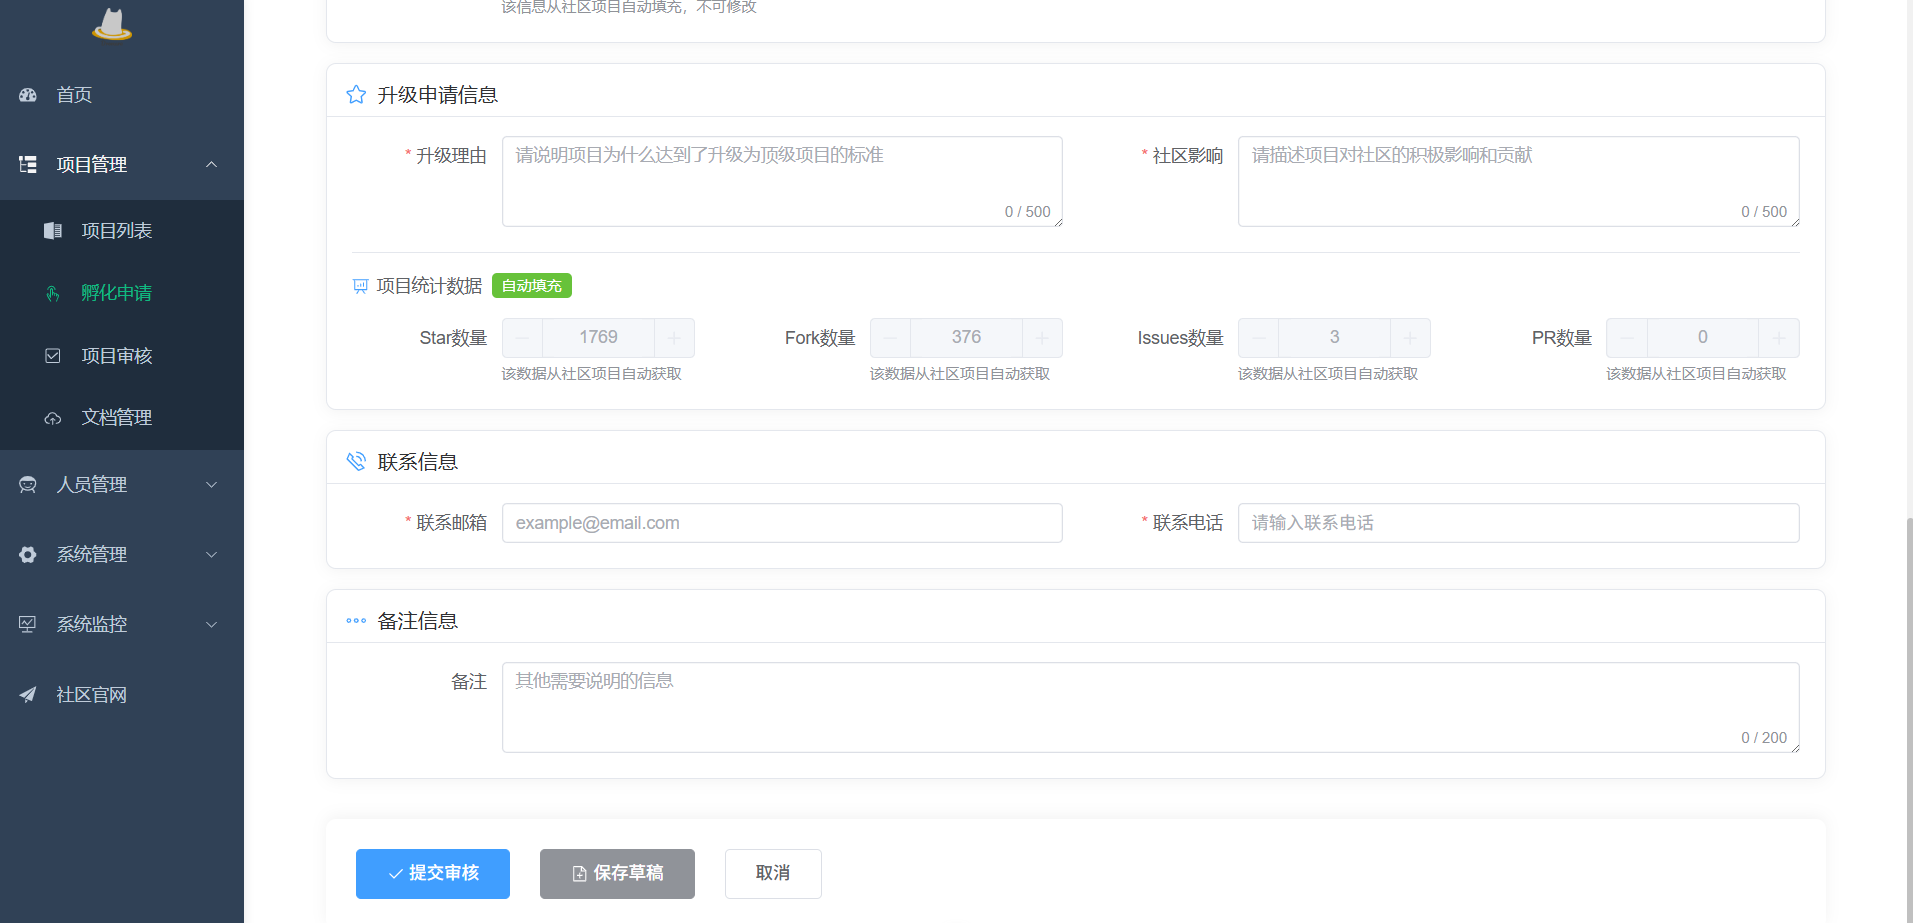 首页
项目管理
项目列表
孵化申请
项目审核
文档管理
人员管理
系统管理
系统监控
社区官网
该信息从社区项目自动填充，不可修改
升级申请信息
* 升级理由
请说明项目为什么达到了升级为顶级项目的标准
0 / 500
* 社区影响
请描述项目对社区的积极影响和贡献
0 / 500
项目统计数据 自动填充
Star数量 1769
该数据从社区项目自动获取
Fork数量 376
该数据从社区项目自动获取
Issues数量 3
该数据从社区项目自动获取
PR数量 0
该数据从社区项目自动获取
联系信息
* 联系邮箱 example@email.com
* 联系电话 请输入联系电话
备注信息
备注 其他需要说明的信息
0 / 200
提交审核 保存草稿 取消